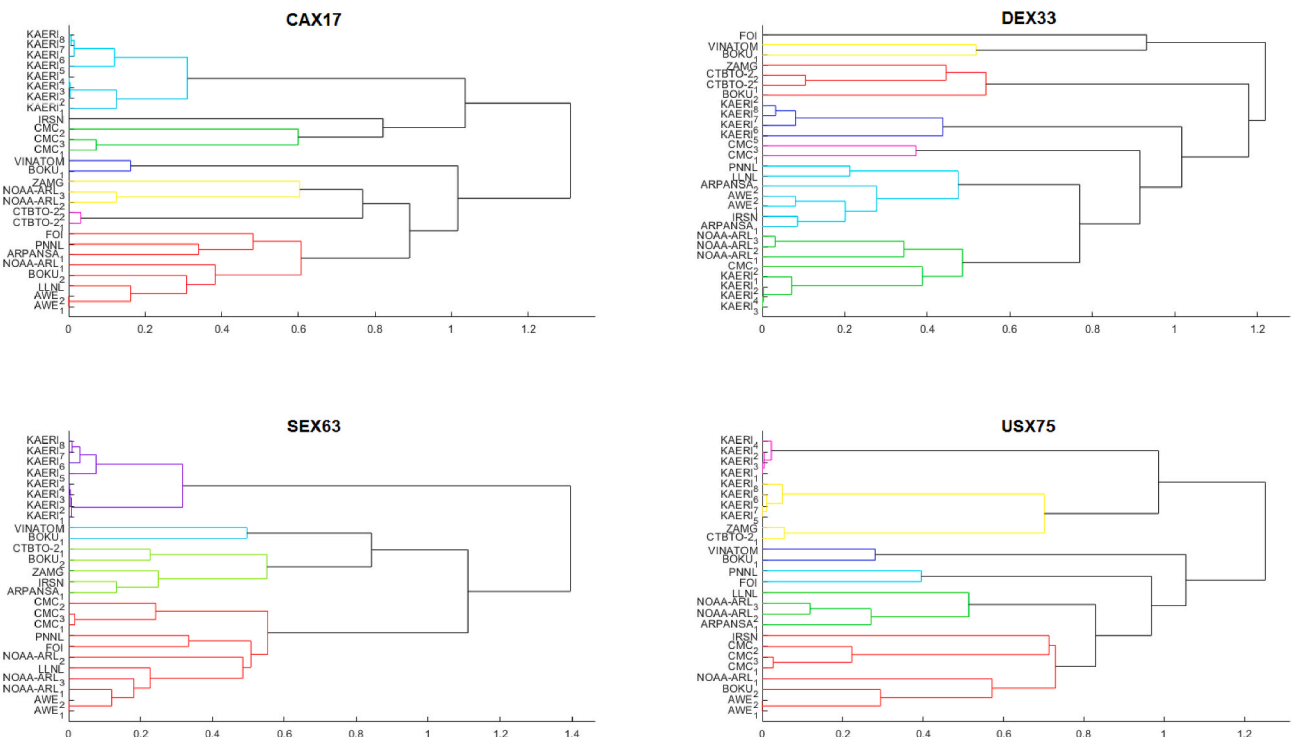 CAX17
KAERI8
KAERI7
KAERI6
KAERI5
KAERI4
KAERI3
KAERI2
KAERI1
IRSN
CMC2
CMC3
CMC1
VINATOM
BOKU1
ZAMG
NOAA-ARL3
NOAA-ARL2
CTBTO-22
CTBTO-21
FOI
PNNL
ARPANSA1
NOAA-ARL1
BOKU2
LLNL
AWE2
AWE1
0 0.2 0.4 0.6 0.8 1 1.2
DEX33
FOI
VINATOM
BOKU1
ZAMG
CTBTO-22
CTBTO-21
BOKU2
KAERI8
KAERI7
KAERI6
KAERI5
CMC3
CMC1
PNNL
LLNL
ARPANSA2
AWE2
AWE1
IRSN
ARPANSA1
NOAA-ARL3
NOAA-ARL2
NOAA-ARL1
CMC2
KAERI1
KAERI2
KAERI4
KAERI3
0 0.2 0.4 0.6 0.8 1 1.2
SEX63
KAERI8
KAERI7
KAERI6
KAERI5
KAERI4
KAERI3
KAERI2
KAERI1
VINATOM
BOKU1
CTBTO-21
BOKU2
ZAMG
IRSN
ARPANSA1
CMC2
CMC3
CMC1
PNNL
FOI
NOAA-ARL2
LLNL
NOAA-ARL3
NOAA-ARL1
AWE2
AWE1
0 0.2 0.4 0.6 0.8 1 1.2 1.4
USX75
KAERI4
KAERI2
KAERI3
KAERI1
KAERI8
KAERI6
KAERI7
KAERI5
ZAMG
CTBTO-21
VINATOM
BOKU1
PNNL
FOI
LLNL
NOAA-ARL3
NOAA-ARL2
ARPANSA2
IRSN
CMC2
CMC3
CMC1
NOAA-ARL1
BOKU2
AWE2
AWE1
0 0.2 0.4 0.6 0.8 1 1.2